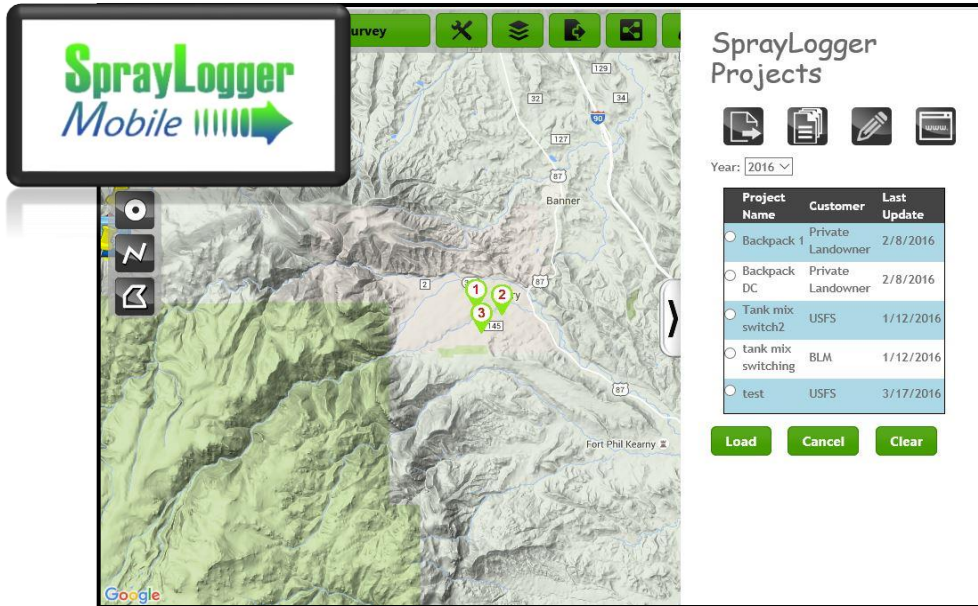 SprayLogger
Mobile
urvey
129
32
34
90
127
87
Banner
2
87
1
2
ry
3
145
87
Fort Phil Kearny
Google
SprayLogger
Projects
www.
Year: 2016
Project Name Customer Last Update
Backpack 1 Private Landowner 2/8/2016
Backpack DC Private Landowner 2/8/2016
Tank mix switch2 USFS 1/12/2016
tank mix switching BLM 1/12/2016
test USFS 3/17/2016
Load Cancel Clear